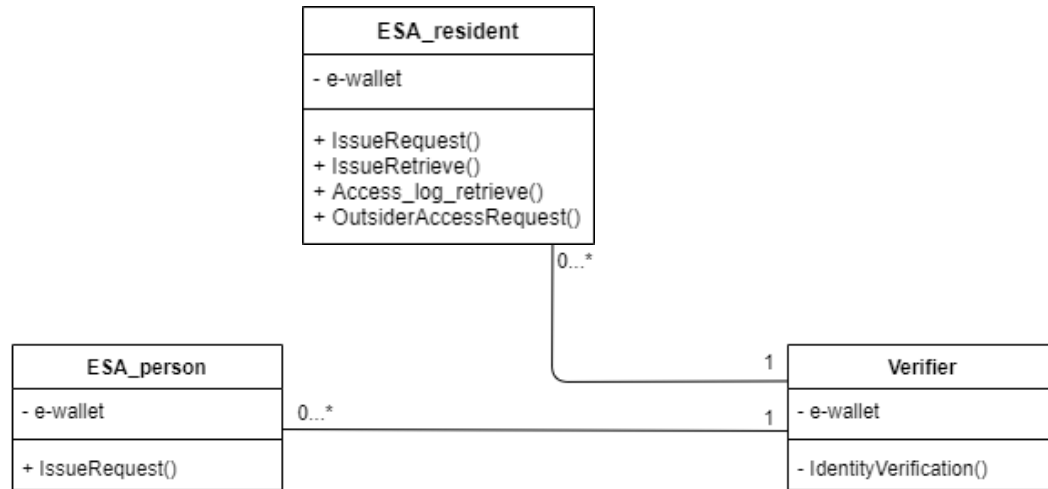 ESA_resident
- e-wallet
+ IssueRequest()
+ IssueRetrieve()
+ Access_log_retrieve()
+ OutsiderAccessRequest()
0...*
1
ESA_person
- e-wallet
+ IssueRequest()
0...*
1
Verifier
- e-wallet
- IdentityVerification()